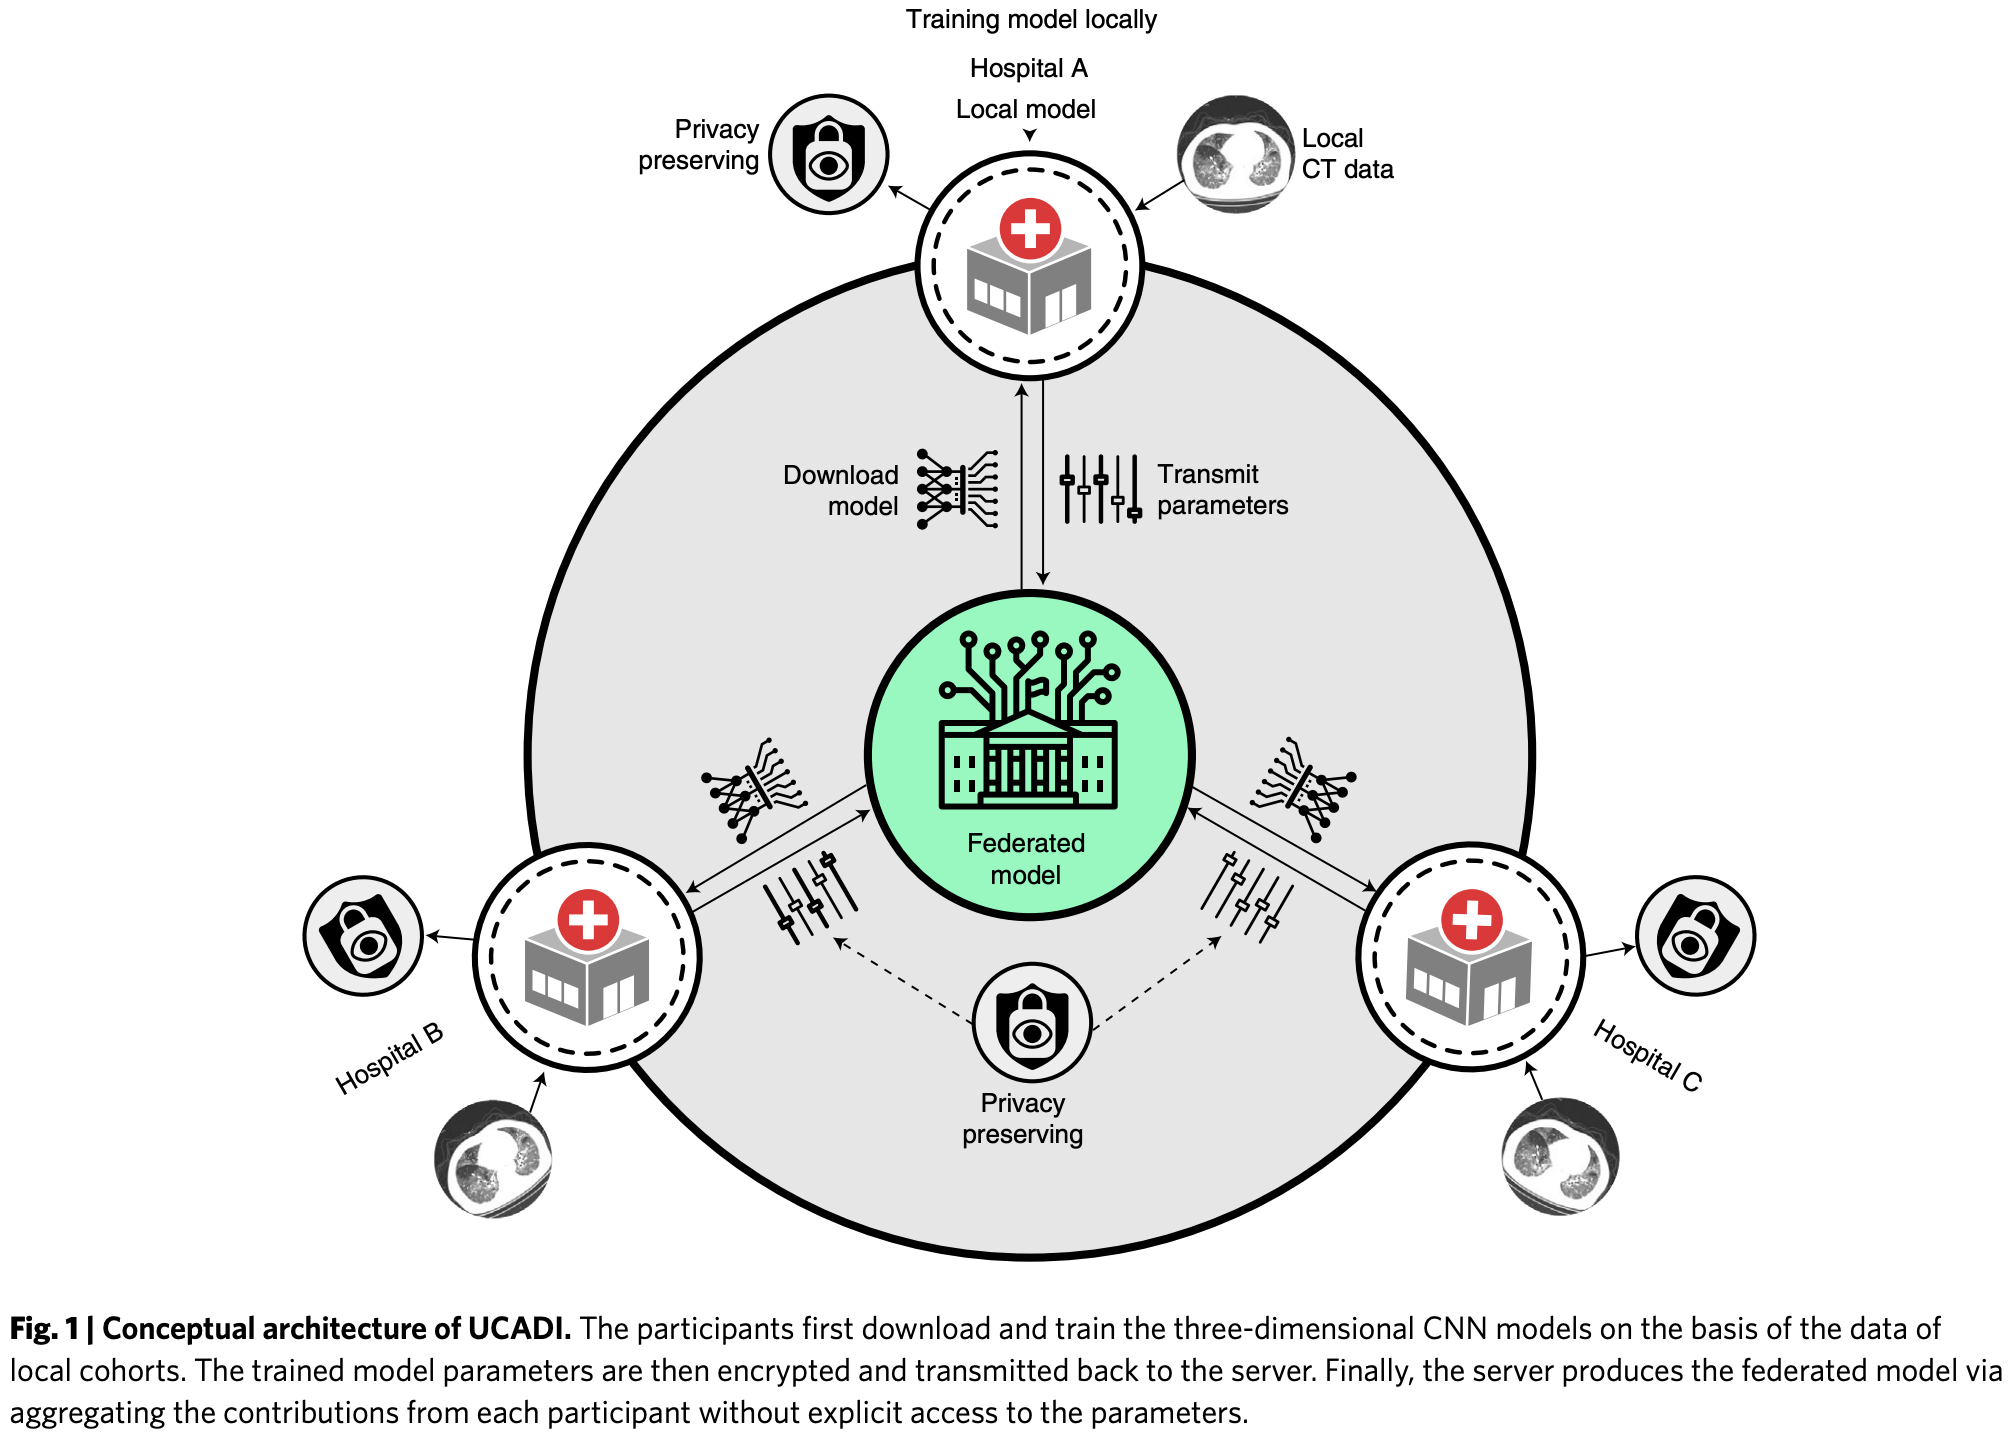 Training model locally
Hospital A
Local model
Privacy
preserving
Local
CT data
Download
model
Transmit
parameters
Federated
model
Hospital B
Hospital C
Privacy
preserving
Fig. 1 | Conceptual architecture of UCADI. The participants first download and train the three-dimensional CNN models on the basis of the data of
local cohorts. The trained model parameters are then encrypted and transmitted back to the server. Finally, the server produces the federated model via
aggregating the contributions from each participant without explicit access to the parameters.